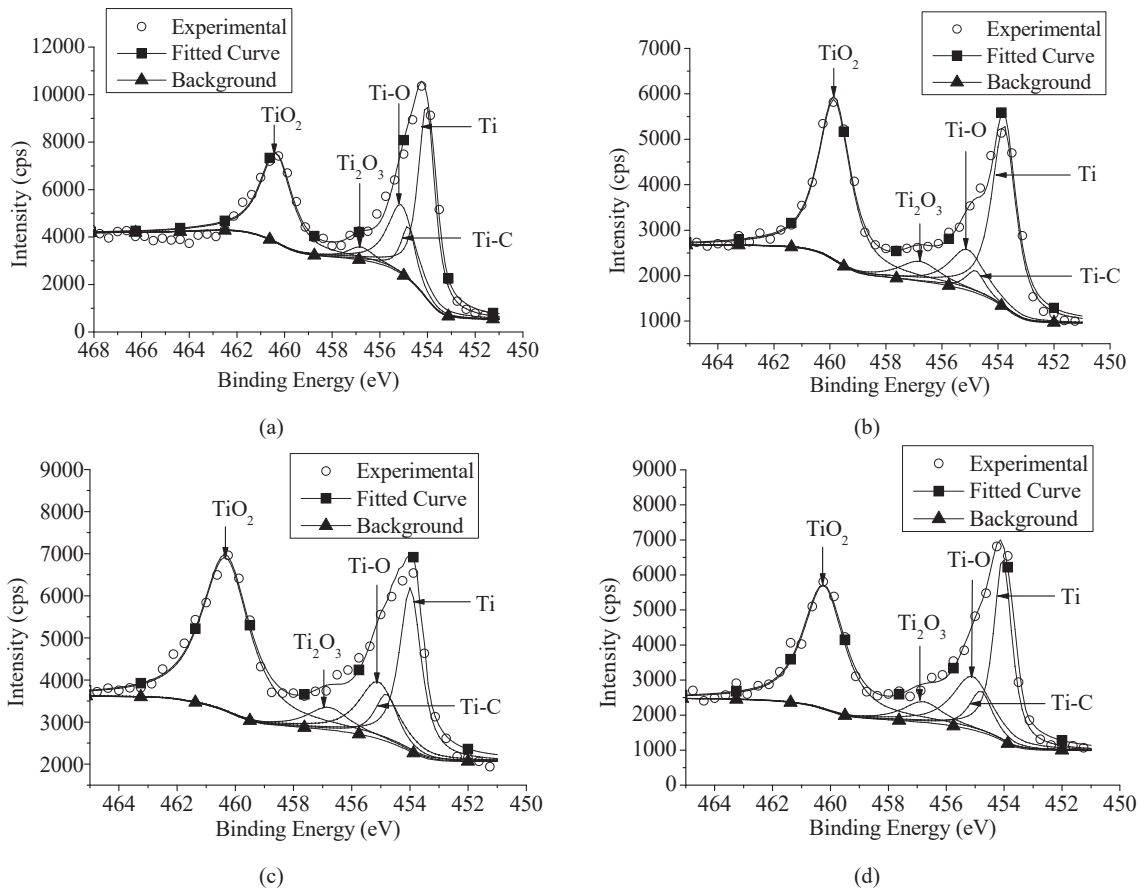 Experimental
Fitted Curve
Background
12000
10000
8000
6000
4000
2000
0
Intensity (cps)
TiO2
Ti2O3
Ti-O
Ti
Ti-C
468 466 464 462 460 458 456 454 452 450
Binding Energy (eV)
(a)
Experimental
Fitted Curve
Background
7000
6000
5000
4000
3000
2000
1000
Intensity (cps)
TiO2
Ti2O3
Ti-O
Ti
Ti-C
464 462 460 458 456 454 452 450
Binding Energy (eV)
(b)
Experimental
Fitted Curve
Background
9000
8000
7000
6000
5000
4000
3000
2000
Intensity (cps)
TiO2
Ti2O3
Ti-O
Ti
Ti-C
464 462 460 458 456 454 452 450
Binding Energy (eV)
(c)
Experimental
Fitted Curve
Background
9000
8000
7000
6000
5000
4000
3000
2000
1000
0
Intensity (cps)
TiO2
Ti2O3
Ti-O
Ti
Ti-C
464 462 460 458 456 454 452 450
Binding Energy (eV)
(d)